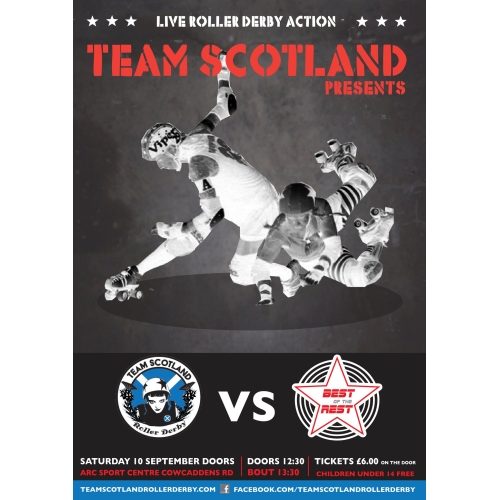 LIVE ROLLER DERBY ACTION
TEAM SCOTLAND
PRESENTS
VIPER
A
TEAM SCOTLAND
Roller Derby
VS
BEST
OF THE
REST
SATURDAY 10 SEPTEMBER DOORS | DOORS 12:30 | TICKETS £6.00 ON THE DOOR
ARC SPORT CENTRE COWCADDENS RD | BOUT 13:30 | CHILDREN UNDER 14 FREE
TEAMSCOTLANDROLLERDERBY.COM f FACEBOOK.COM/TEAMSCOTLANDROLLERDERBY